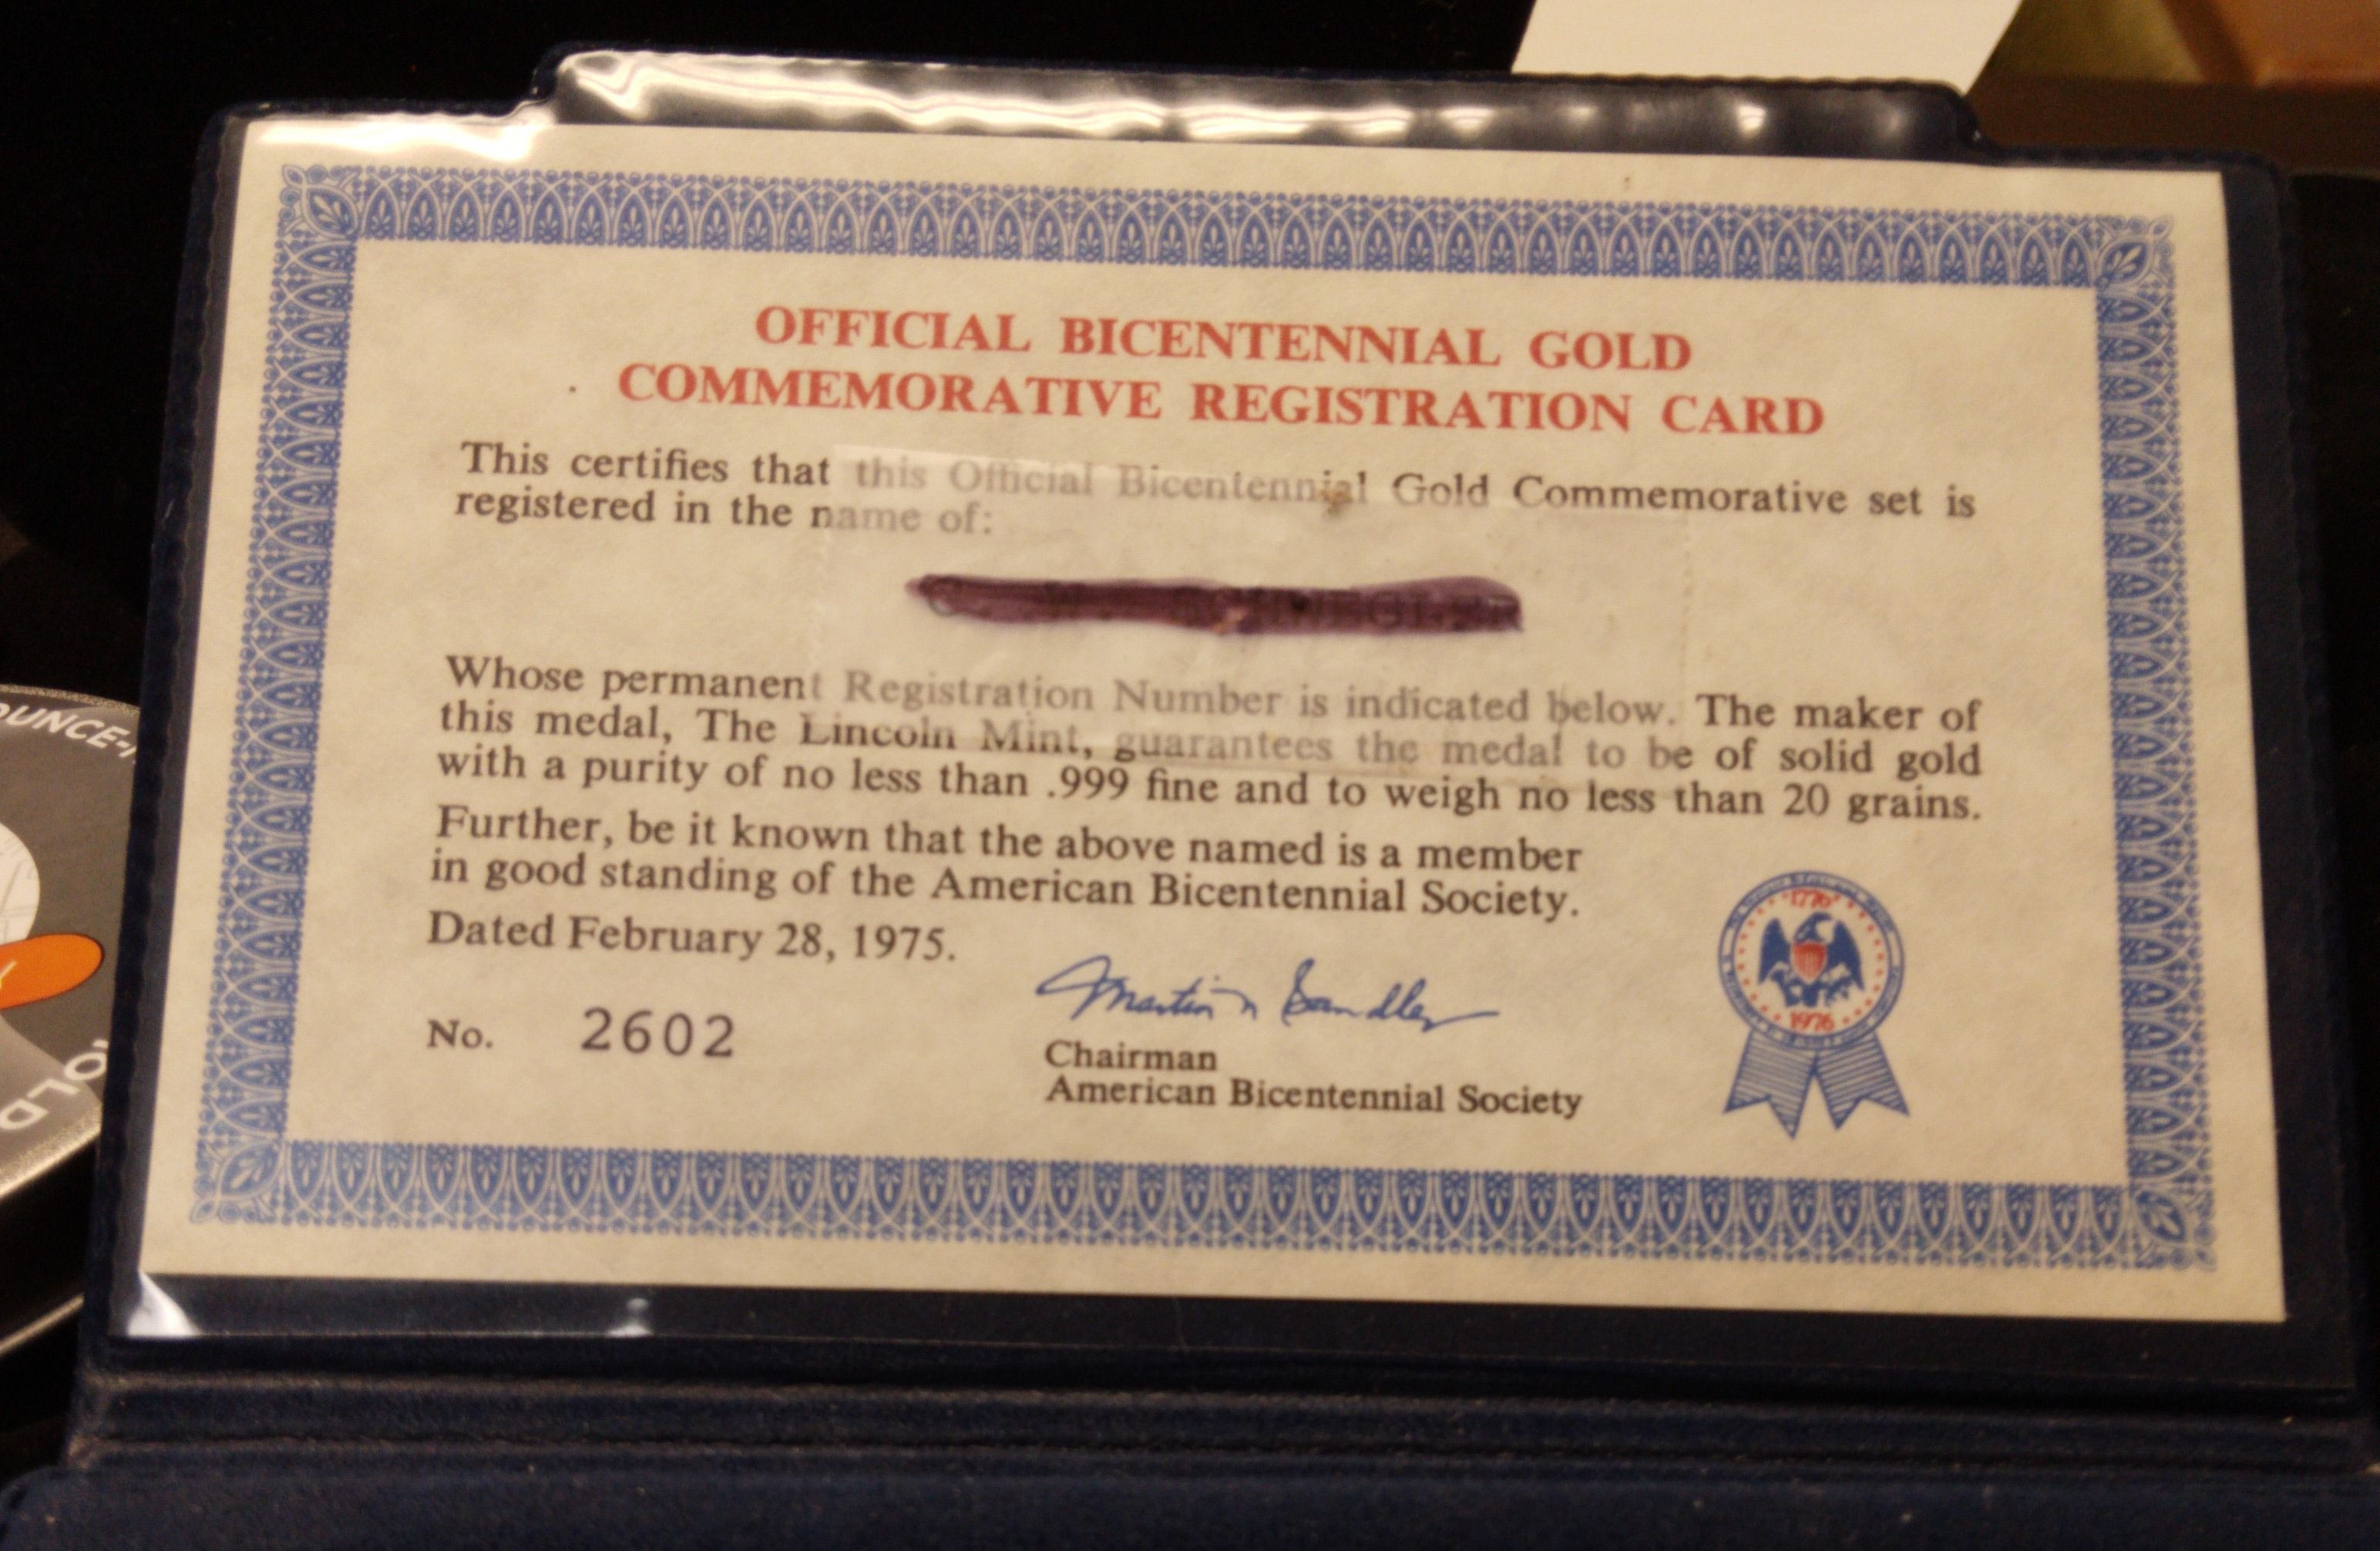 OFFICIAL BICENTENNIAL GOLD
COMMEMORATIVE REGISTRATION CARD
This certifies that this Official Bicentennial Gold Commemorative set is
registered in the name of:
Whose permanent Registration Number is indicated below. The maker of
this medal, The Lincoln Mint, guarantees the medal to be of solid gold
with a purity of no less than .999 fine and to weigh no less than 20 grains.
Further, be it known that the above named is a member
in good standing of the American Bicentennial Society.
Dated February 28, 1975.
No. 2602
Martin Sandler
Chairman
American Bicentennial Society
1776
1976